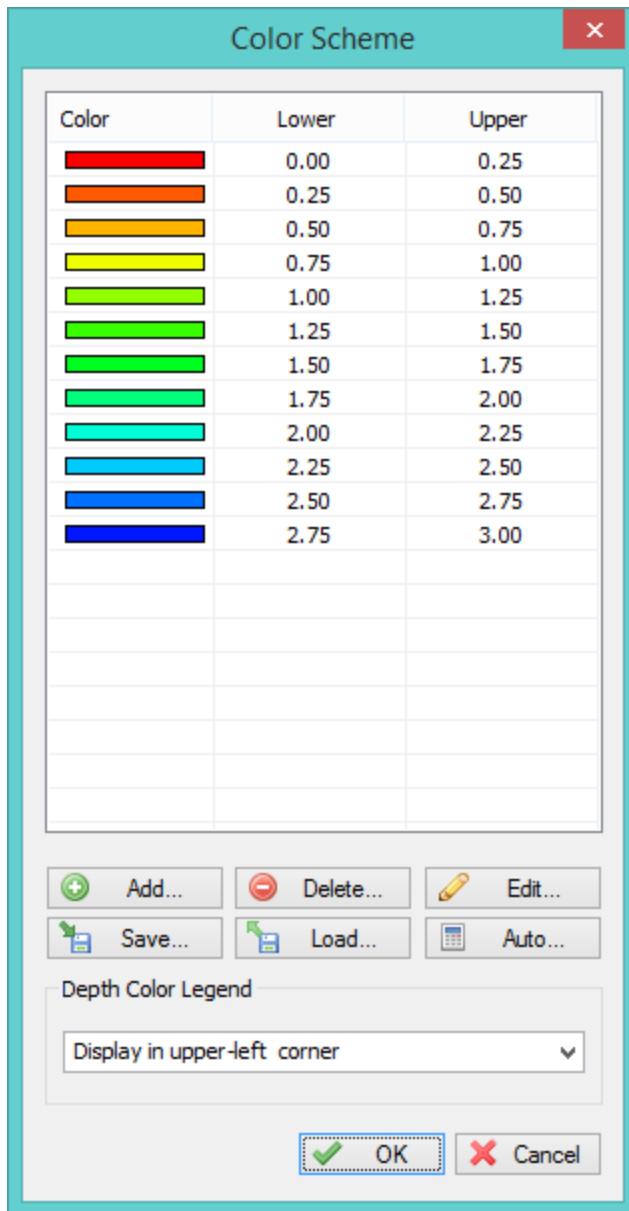 Color Scheme
Color Lower Upper
0.00 0.25
0.25 0.50
0.50 0.75
0.75 1.00
1.00 1.25
1.25 1.50
1.50 1.75
1.75 2.00
2.00 2.25
2.25 2.50
2.50 2.75
2.75 3.00
Add... Delete... Edit...
Save... Load... Auto...
Depth Color Legend
Display in upper-left corner
OK Cancel